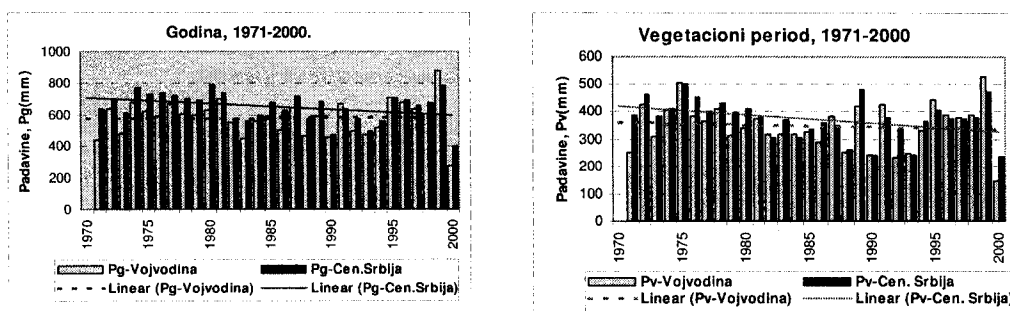 Godina, 1971-2000.
Padavine, Pg(mm)
1000
800
600
400
200
0
1970
1975
1980
1985
1990
1995
2000
Pg-Vojvodina
Pg-Cen.Srbija
Linear (Pg-Vojvodina)
Linear (Pg-Cen.Srbija)
Vegetacioni period, 1971-2000
Padavine, Pv(mm)
600
500
400
300
200
100
0
1970
1975
1980
1985
1990
1995
2000
Pv-Vojvodina
Pv-Cen. Srbija
Linear (Pv-Vojvodina)
Linear (Pv-Cen. Srbija)